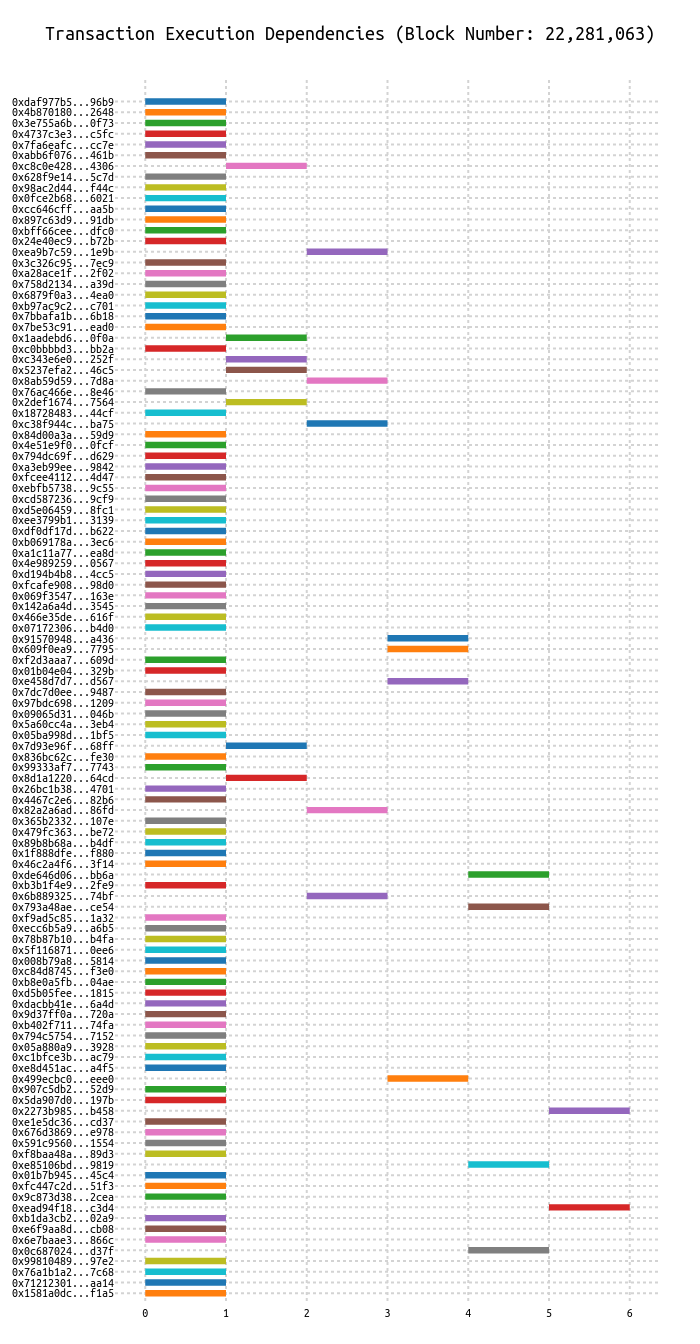 Transaction Execution Dependencies (Block Number: 22,281,063)
0xdaf977b5...96b9
0x4b870180...2648
0x3e755a6b...0f73
0x4737c3e3...c5fc
0x7fa6eafc...cc7e
0xabb6f076...461b
0xc8c0e428...4306
0x628f9e14...5c7d
0x98ac2d44...f44c
0x0fce2b68...6021
0xcc646cff...aa5b
0x897c63d9...91db
0xbff66cee...dfc0
0x24e40ec9...b72b
0xea9b7c59...1e9b
0x3c326c95...7ec9
0xa28ace1f...2f02
0x758d2134...a39d
0x6879f0a3...4ea0
0xb97ac9c2...c701
0x7bbafa1b...6b18
0x7be53c91...ead0
0x1aadebd6...0f0a
0xc0bbbbd3...bb2a
0xc343e6e0...252f
0x5237efa2...46c5
0x8ab59d59...7d8a
0x76ac466e...8e46
0x2def1674...7564
0x18728483...44cf
0xc38f944c...ba75
0x84d00a3a...59d9
0x4e51e9f0...0fcf
0x794dc69f...d629
0xa3eb99ee...9842
0xfcee4112...4d47
0xebfb5738...9c55
0xcd587236...9cf9
0xd5e06459...8fc1
0xee3799b1...3139
0xdf0df17d...b622
0xb069178a...3ec6
0xa1c11a77...ea8d
0x4e989259...0567
0xd194b4b8...4cc5
0xfcafe908...98d0
0x069f3547...163e
0x142a6a4d...3545
0x466e35de...616f
0x07172306...b4d0
0x91570948...a436
0x609f0ea9...7795
0xf2d3aaa7...609d
0x01b04e04...329b
0xe458d7d7...d567
0x7dc7d0ee...9487
0x97bdc698...1209
0x09065d31...046b
0x5a60cc4a...3eb4
0x05ba998d...1bf5
0x7d93e96f...68ff
0x836bc62c...fe30
0x99333af7...7743
0x8d1a1220...64cd
0x26bc1b38...4701
0x4467c2e6...82b6
0x82a2a6ad...86fd
0x365b2332...107e
0x479fc363...be72
0x89b8b68a...b4df
0x1f888dfe...f880
0x46c2a4f6...3f14
0xde646d06...bb6a
0xb3b1f4e9...2fe9
0x6b889325...74bf
0x793a48ae...ce54
0xf9ad5c85...1a32
0xecc6b5a9...a6b5
0x78b87b10...b4fa
0x5f116871...0ee6
0x008b79a8...5814
0xc84d8745...f3e0
0xb8e0a5fb...04ae
0xd5b05fee...1815
0xdacbb41e...6a4d
0x9d37ff0a...720a
0xb402f711...74fa
0x794c5754...7152
0x05a880a9...3928
0xc1bfce3b...ac79
0xe8d451ac...a4f5
0x499ecbc0...eee0
0x907c5db2...52d9
0x5da907d0...197b
0x2273b985...b458
0xe1e5dc36...cd37
0x676d3869...e978
0x591c9560...1554
0xf8baa48a...89d3
0xe85106bd...9819
0x01b7b945...45c4
0xfc447c2d...51f3
0x9c873d38...2cea
0xead94f18...c3d4
0xb1da3cb2...02a9
0xe6f9aa8d...cb08
0x6e7baae3...866c
0x0c687024...d37f
0x99810489...97e2
0x76a1b1a2...7c68
0x71212301...aa14
0x1581a0dc...f1a5
0 1 2 3 4 5 6